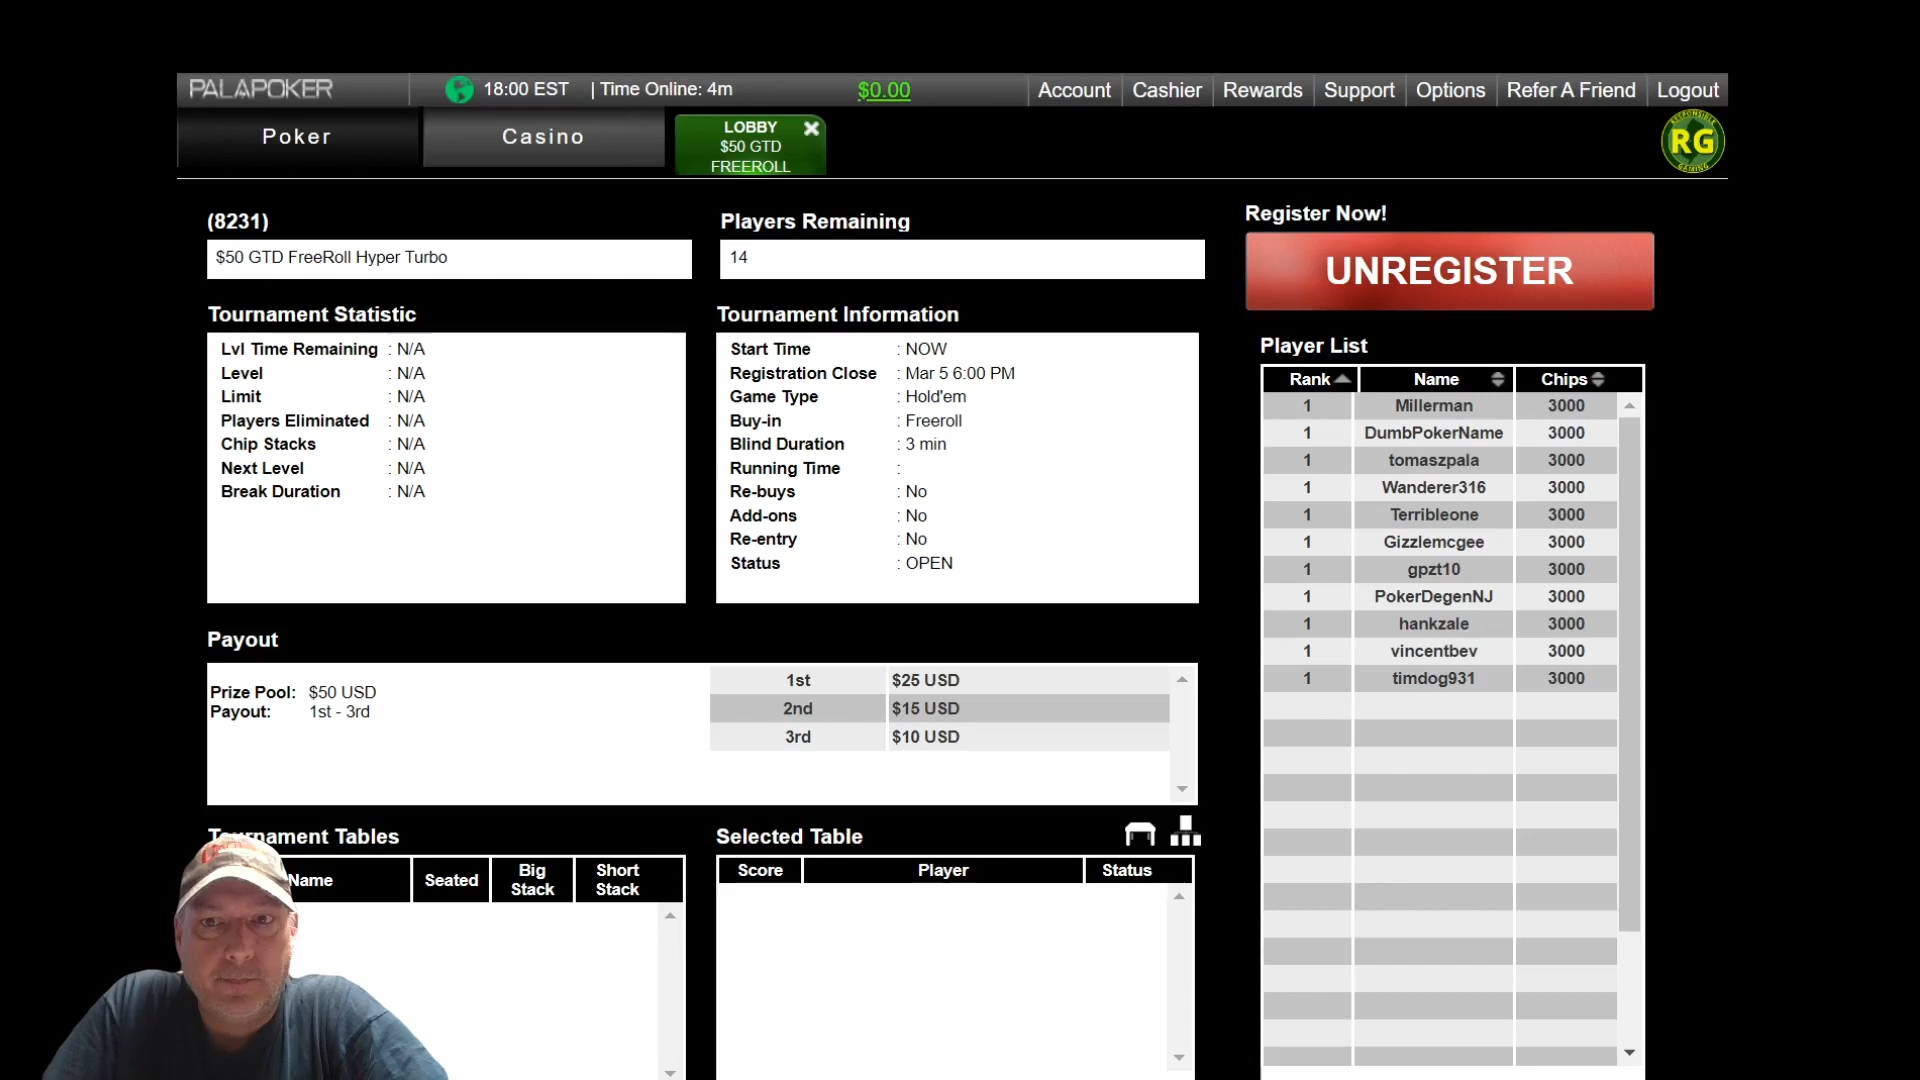 PALAPOKER
18:00 EST | Time Online: 4m
$0.00
Account Cashier Rewards Support Options Refer A Friend Logout
Poker
Casino
LOBBY
$50 GTD
FREEROLL
RESPONSIBLE
RG
GAMING
(8231)
$50 GTD FreeRoll Hyper Turbo
Players Remaining
14
Register Now!
UNREGISTER
Tournament Statistic
Lvl Time Remaining : N/A
Level : N/A
Limit : N/A
Players Eliminated : N/A
Chip Stacks : N/A
Next Level : N/A
Break Duration : N/A
Tournament Information
Start Time : NOW
Registration Close : Mar 5 6:00 PM
Game Type : Hold'em
Buy-in : Freeroll
Blind Duration : 3 min
Running Time :
Re-buys : No
Add-ons : No
Re-entry : No
Status : OPEN
Player List
Rank Name Chips
1 Millerman 3000
1 DumbPokerName 3000
1 tomaszpala 3000
1 Wanderer316 3000
1 Terribleone 3000
1 Gizzlemcgee 3000
1 gpzt10 3000
1 PokerDegenNJ 3000
1 hankzale 3000
1 vincentbev 3000
1 timdog931 3000
Payout
Prize Pool: $50 USD
Payout: 1st - 3rd
1st $25 USD
2nd $15 USD
3rd $10 USD
Tournament Tables
Name Seated Big Stack Short Stack
Selected Table
Score Player Status